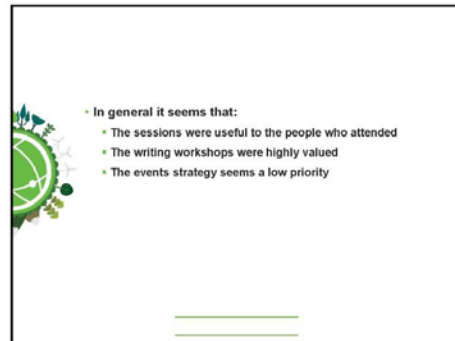 In general it seems that:
The sessions were useful to the people who attended
The writing workshops were highly valued
The events strategy seems a low priority